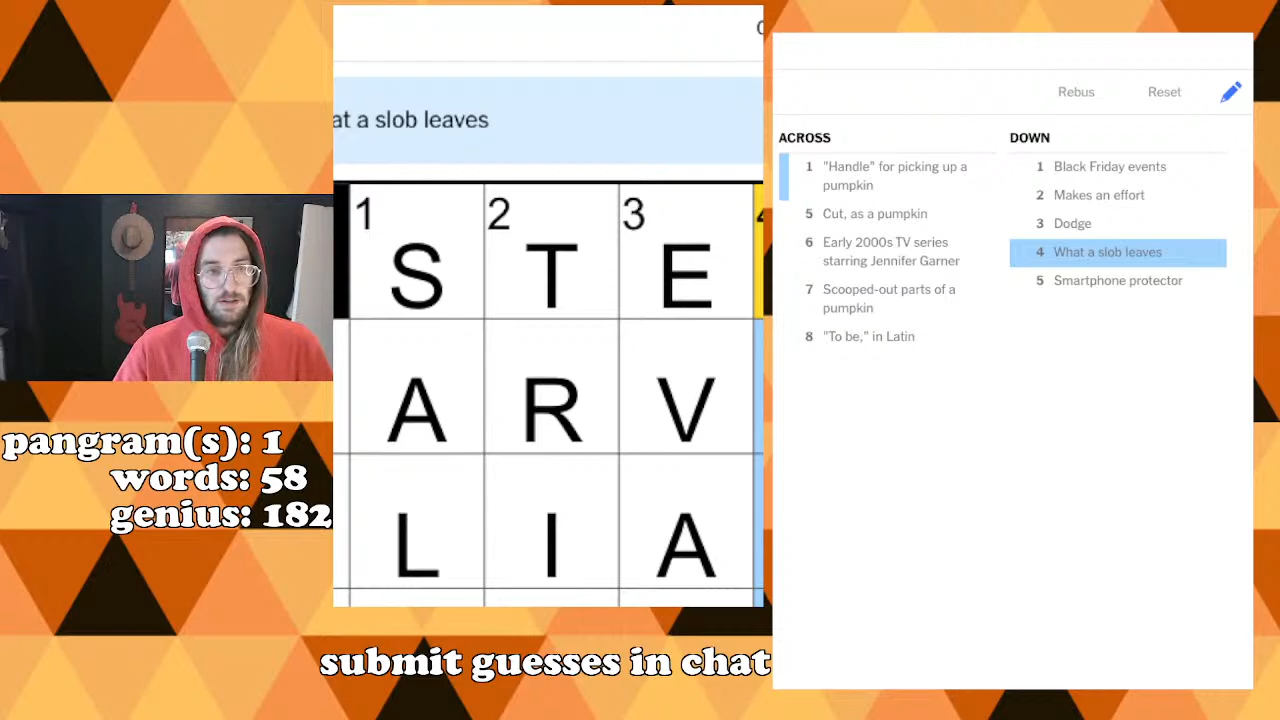 at a slob leaves
1 2 3
S T E
A R V
L I A
Rebus Reset
ACROSS
1 "Handle" for picking up a
pumpkin
5 Cut, as a pumpkin
6 Early 2000s TV series
starring Jennifer Garner
7 Scooped-out parts of a
pumpkin
8 "To be," in Latin
DOWN
1 Black Friday events
2 Makes an effort
3 Dodge
4 What a slob leaves
5 Smartphone protector
pangram(s): 1
words: 58
genius: 182
submit guesses in chat